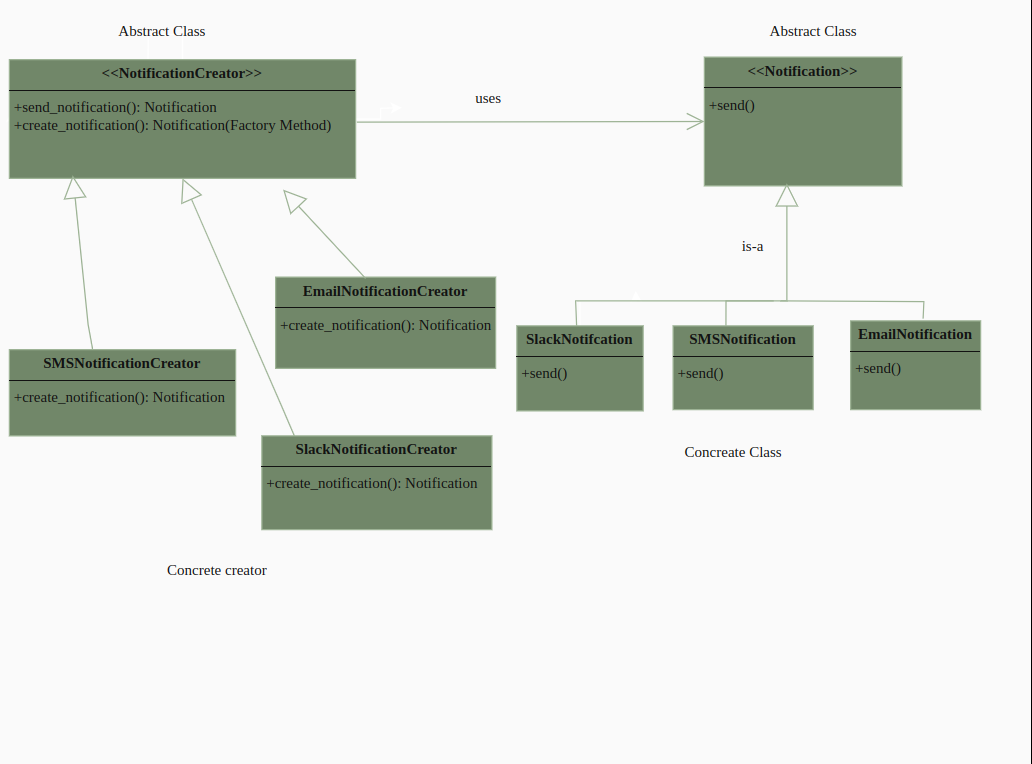 Abstract Class
<<NotificationCreator>>
+send_notification(): Notification
+create_notification(): Notification(Factory Method)
uses
Abstract Class
<<Notification>>
+send()
is-a
EmailNotificationCreator
+create_notification(): Notification
SMSNotificationCreator
+create_notification(): Notification
SlackNotificationCreator
+create_notification(): Notification
Concrete creator
SlackNotifcation
+send()
SMSNotification
+send()
EmailNotification
+send()
Concreate Class